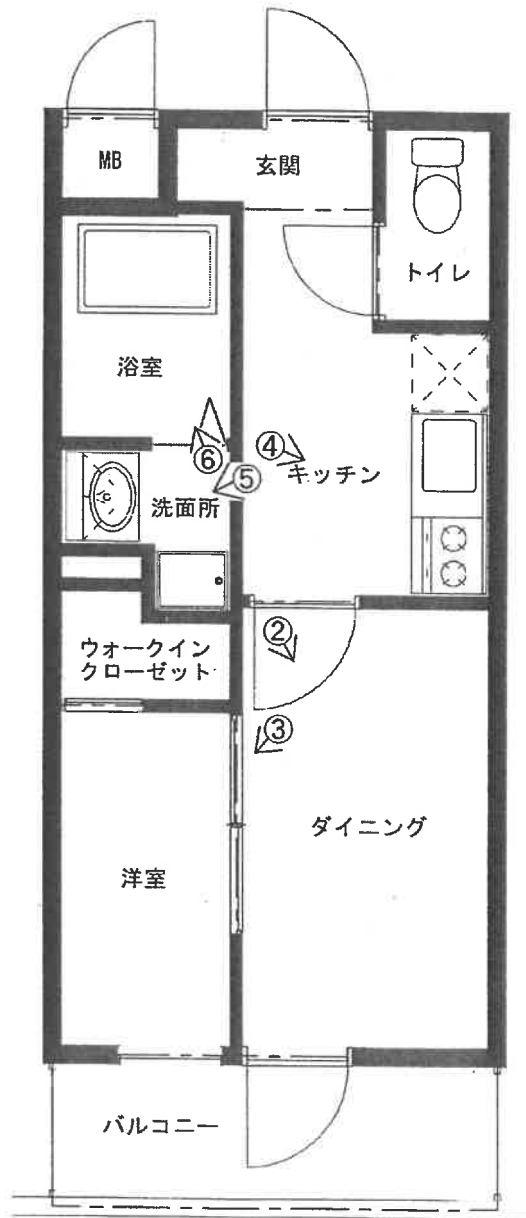 MB
玄関
トイレ
浴室
④
キッチン
⑥
⑤
洗面所
②
ウォークイン
クローゼット
③
ダイニング
洋室
バルコニー